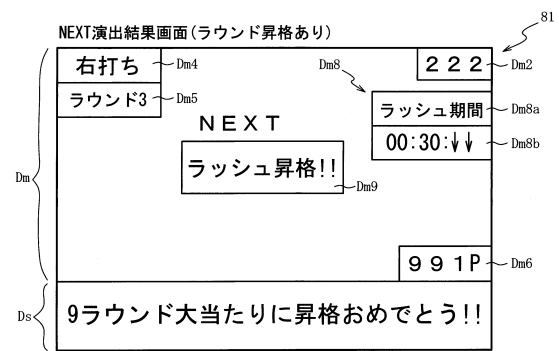 81
NEXT演出結果画面(ラウンド昇格あり)
右打ち
Dm4
Dm8
222
Dm2
ラウンド3
Dm5
ラッシュ期間
Dm8a
NEXT
00:30:↓↓
Dm8b
ラッシュ昇格!!
Dm9
Dm
991P
Dm6
Ds
9ラウンド大当たりに昇格おめでとう!!